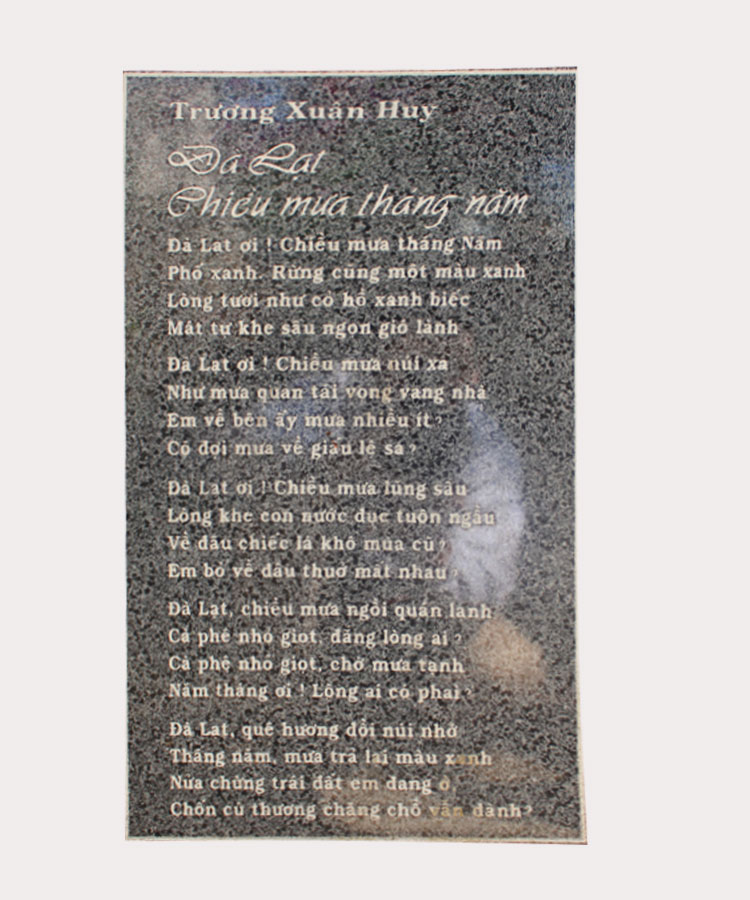 Trương Xuân Huy
Đà Lạt
Chiều mưa tháng năm
Đà Lạt ơi ! Chiều mưa tháng Năm
Phố xanh. Rừng cũng một màu xanh
Lòng tươi như cỏ hồ xanh biếc
Mát từ khe sâu ngọn gió lành
Đà Lạt ơi ! Chiều mưa núi xa
Như mưa quan tái vọng vang nhà
Em về bên ấy mưa nhiều ít ?
Có đợi mưa về giấu lệ sa ?
Đà Lạt ơi ! Chiều mưa lũng sâu
Lòng khe con nước đục tuôn ngầu
Về đâu chiếc lá khô mùa cũ ?
Em bỏ về đâu thuở mất nhau ?
Đà Lạt, chiều mưa ngồi quán lạnh
Cà phê nhỏ giọt, đắng lòng ai ?
Cà phê nhỏ giọt, chờ mưa tạnh
Năm tháng ơi ! Lòng ai có phai ?
Đà Lạt, quê hương đồi núi nhớ
Tháng năm, mưa trả lại màu xanh
Nửa chừng trái đất em đang ở,
Chốn cũ thương chăng chỗ vẫn dành ?